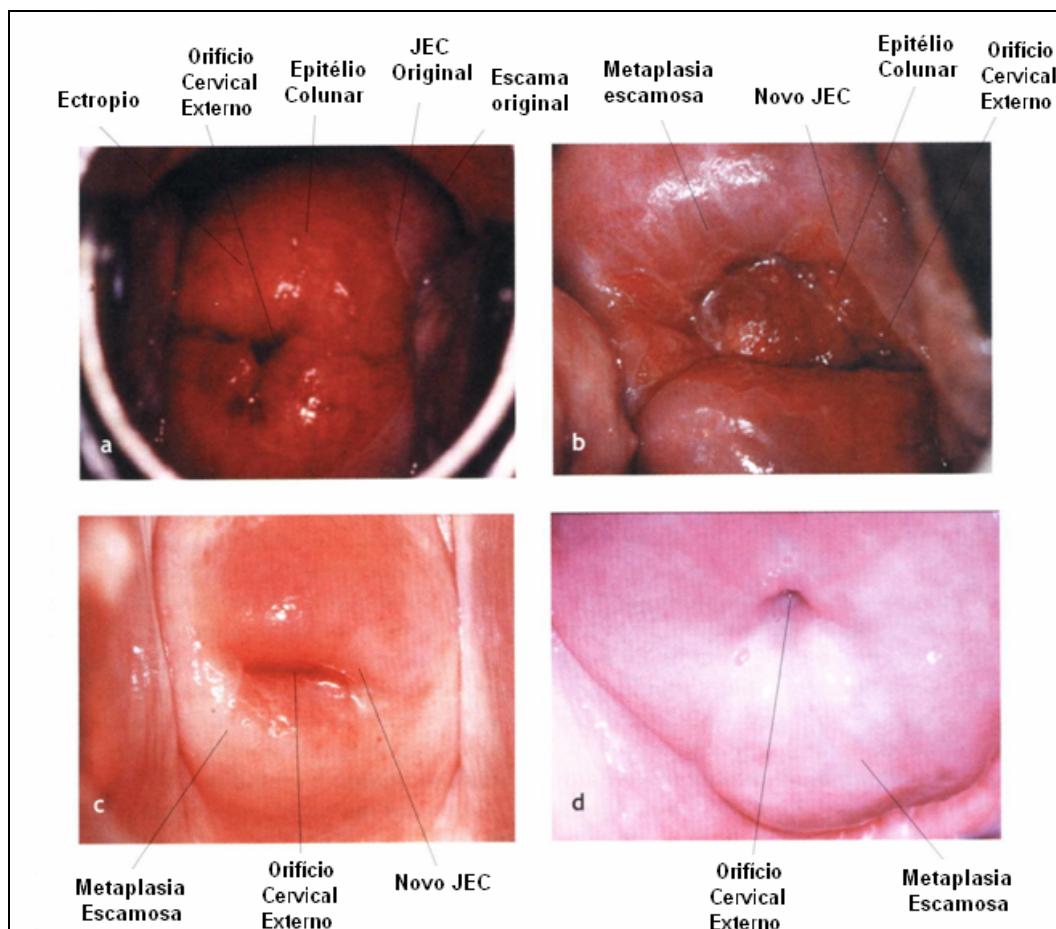 Ectropio
Orifício
Cervical
Externo
Epitélio
Colunar
JEC
Original
Escama
original
Metaplasia
escamosa
Novo JEC
Epitélio
Colunar
Orifício
Cervical
Externo
a
b
c
d
Metaplasia
Escamosa
Orifício
Cervical
Externo
Novo JEC
Orifício
Cervical
Externo
Metaplasia
Escamosa